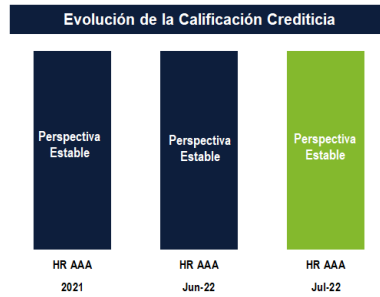 Evolución de la Calificación Crediticia
Perspectiva
Estable
Perspectiva
Estable
Perspectiva
Estable
HR AAA
HR AAA
HR AAA
2021
Jun-22
Jul-22